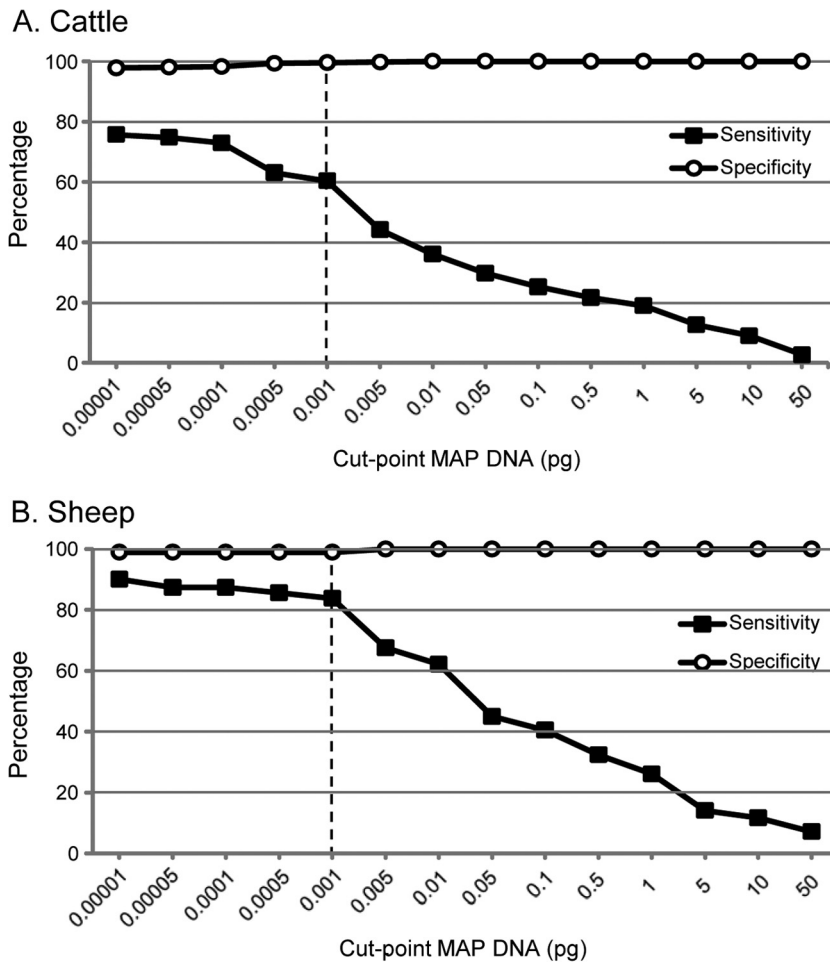 A. Cattle
Percentage
100
80
60
40
20
0
Sensitivity
Specificity
0.00001 0.00005 0.0001 0.0005 0.001 0.005 0.01 0.05 0.1 0.5 1 5 10 50
Cut-point MAP DNA (pg)
B. Sheep
Percentage
100
80
60
40
20
0
Sensitivity
Specificity
0.00001 0.00005 0.0001 0.0005 0.001 0.005 0.01 0.05 0.1 0.5 1 5 10 50
Cut-point MAP DNA (pg)